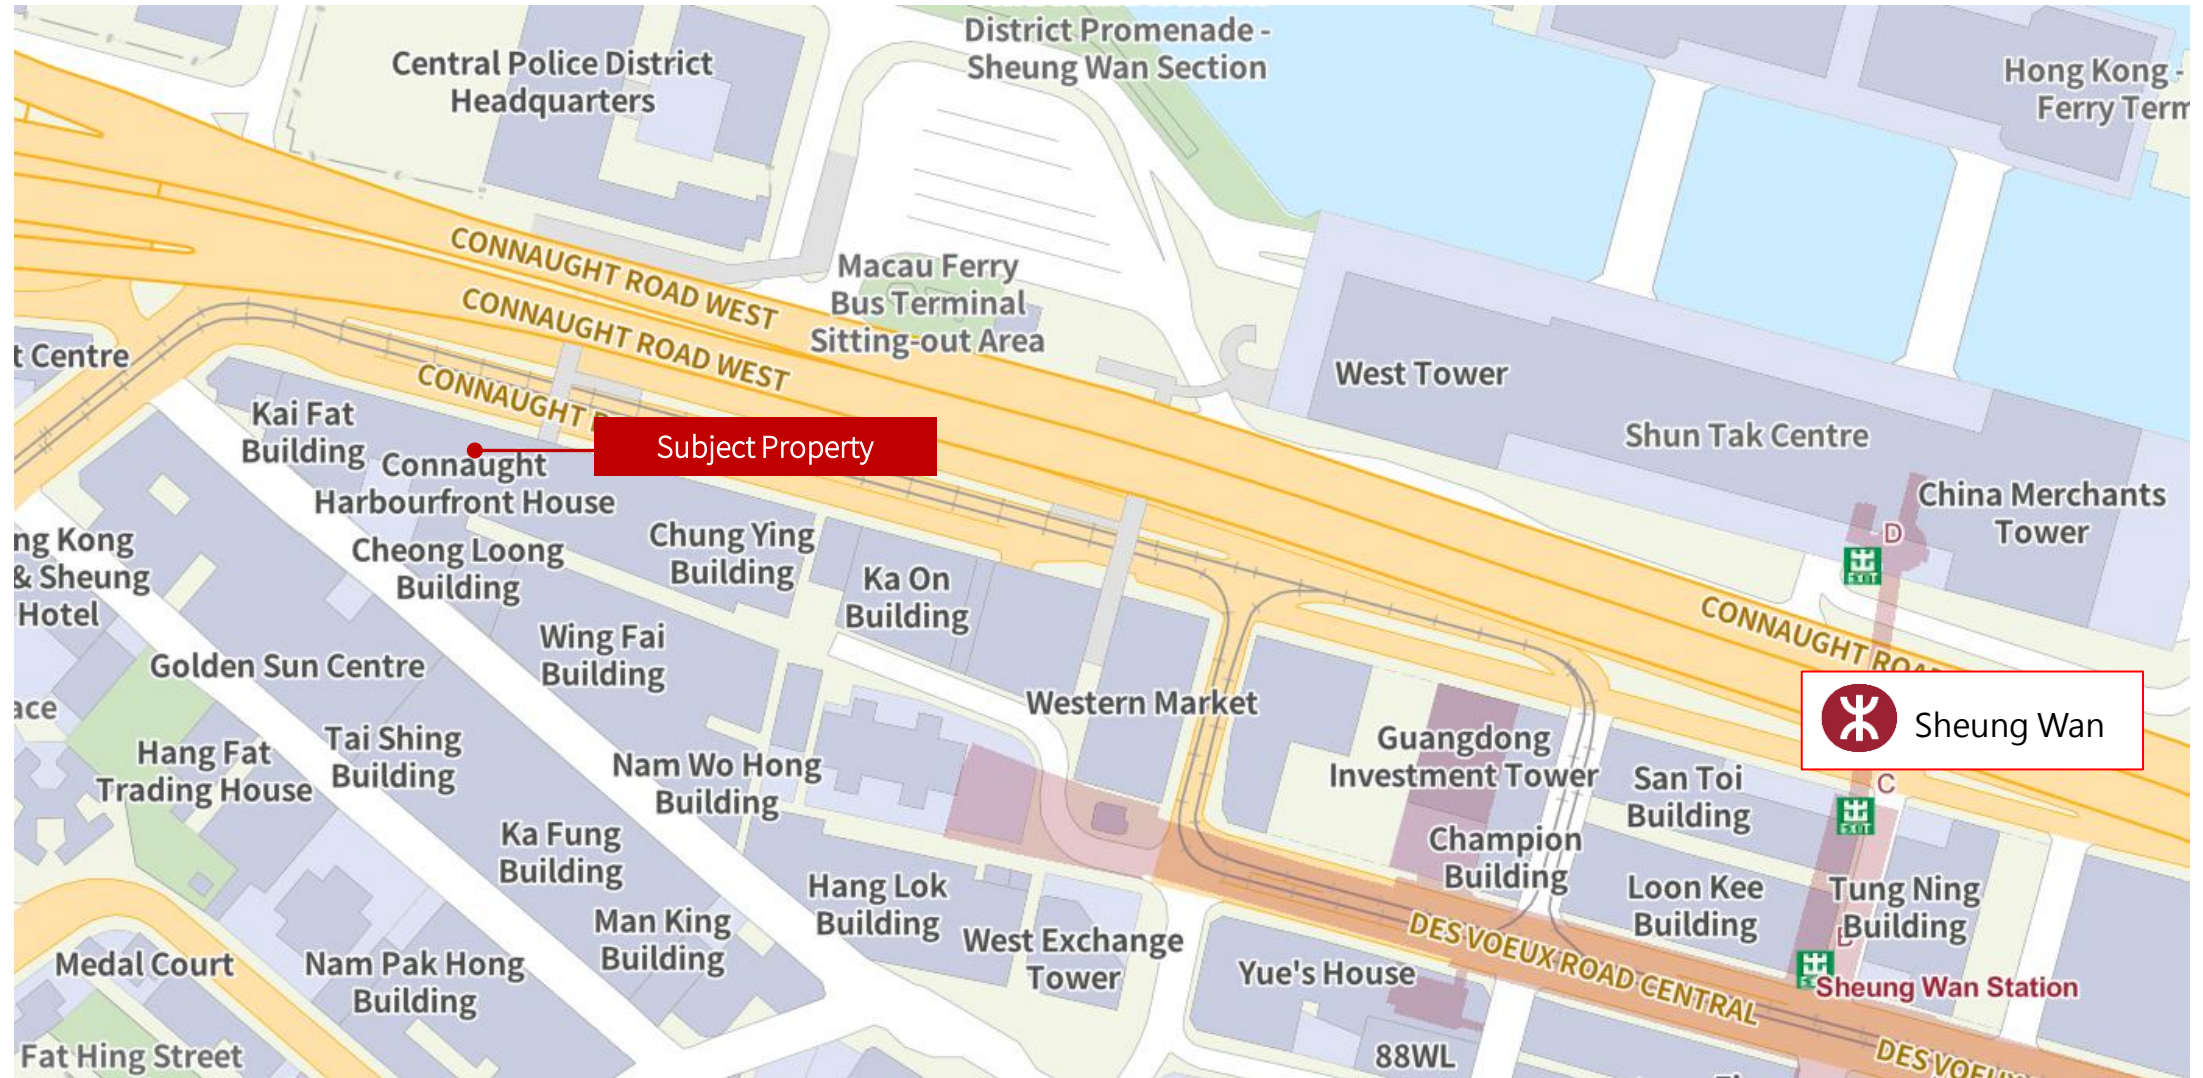 District Promenade -
Sheung Wan Section
Central Police District
Headquarters
Hong Kong -
Ferry Term
CONNAUGHT ROAD WEST
CONNAUGHT ROAD WEST
CONNAUGHT
Macau Ferry
Bus Terminal
Sitting-out Area
t Centre
West Tower
Shun Tak Centre
Kai Fat
Building
Subject Property
Connaught
Harbourfront House
China Merchants
Tower
D
EXIT
ng Kong
& Sheung
Hotel
Cheong Loong
Building
Chung Ying
Building
Ka On
Building
CONNAUGHT ROAD
Wing Fai
Building
Golden Sun Centre
Western Market
Sheung Wan
ace
Hang Fat
Trading House
Tai Shing
Building
Nam Wo Hong
Building
Guangdong
Investment Tower
San Toi
Building
C
EXIT
Ka Fung
Building
Champion
Building
Hang Lok
Building
Loon Kee
Building
Tung Ning
Building
Man King
Building
West Exchange
Tower
DES VOEUX ROAD CENTRAL
EXIT
Sheung Wan Station
Medal Court
Nam Pak Hong
Building
Yue's House
Fat Hing Street
88WL
DES VOEUX